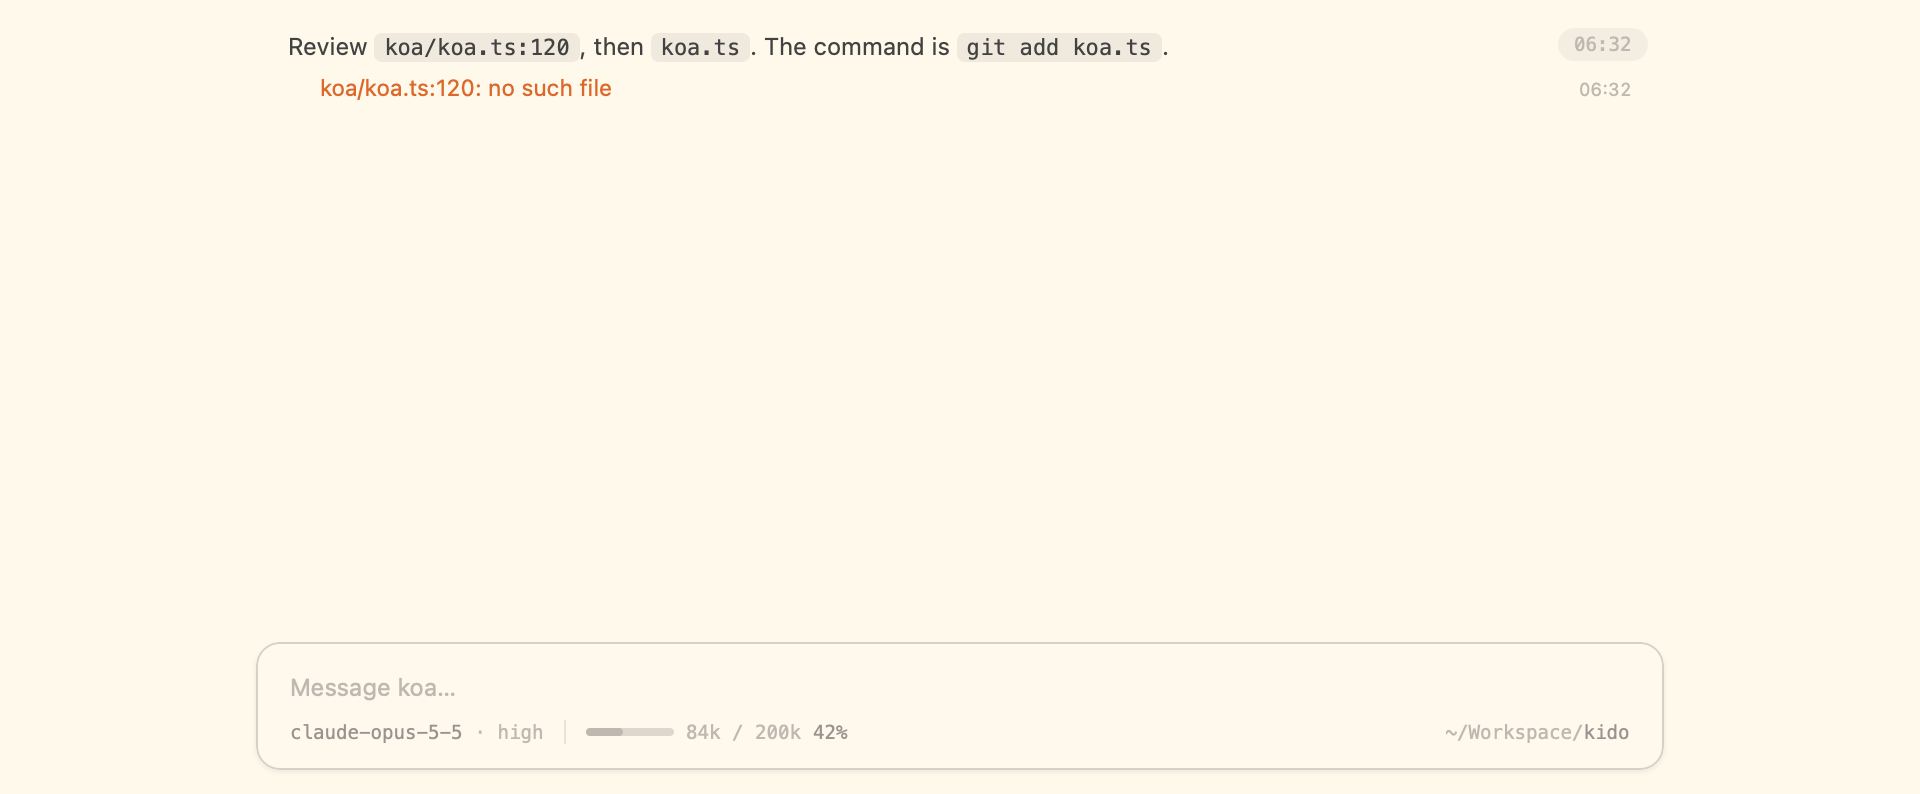 Review koa/koa.ts:120, then koa.ts. The command is git add koa.ts. 06:32
koa/koa.ts:120: no such file 06:32
Message koa...
claude-opus-5-5 · high 84k / 200k 42% ~/Workspace/kido